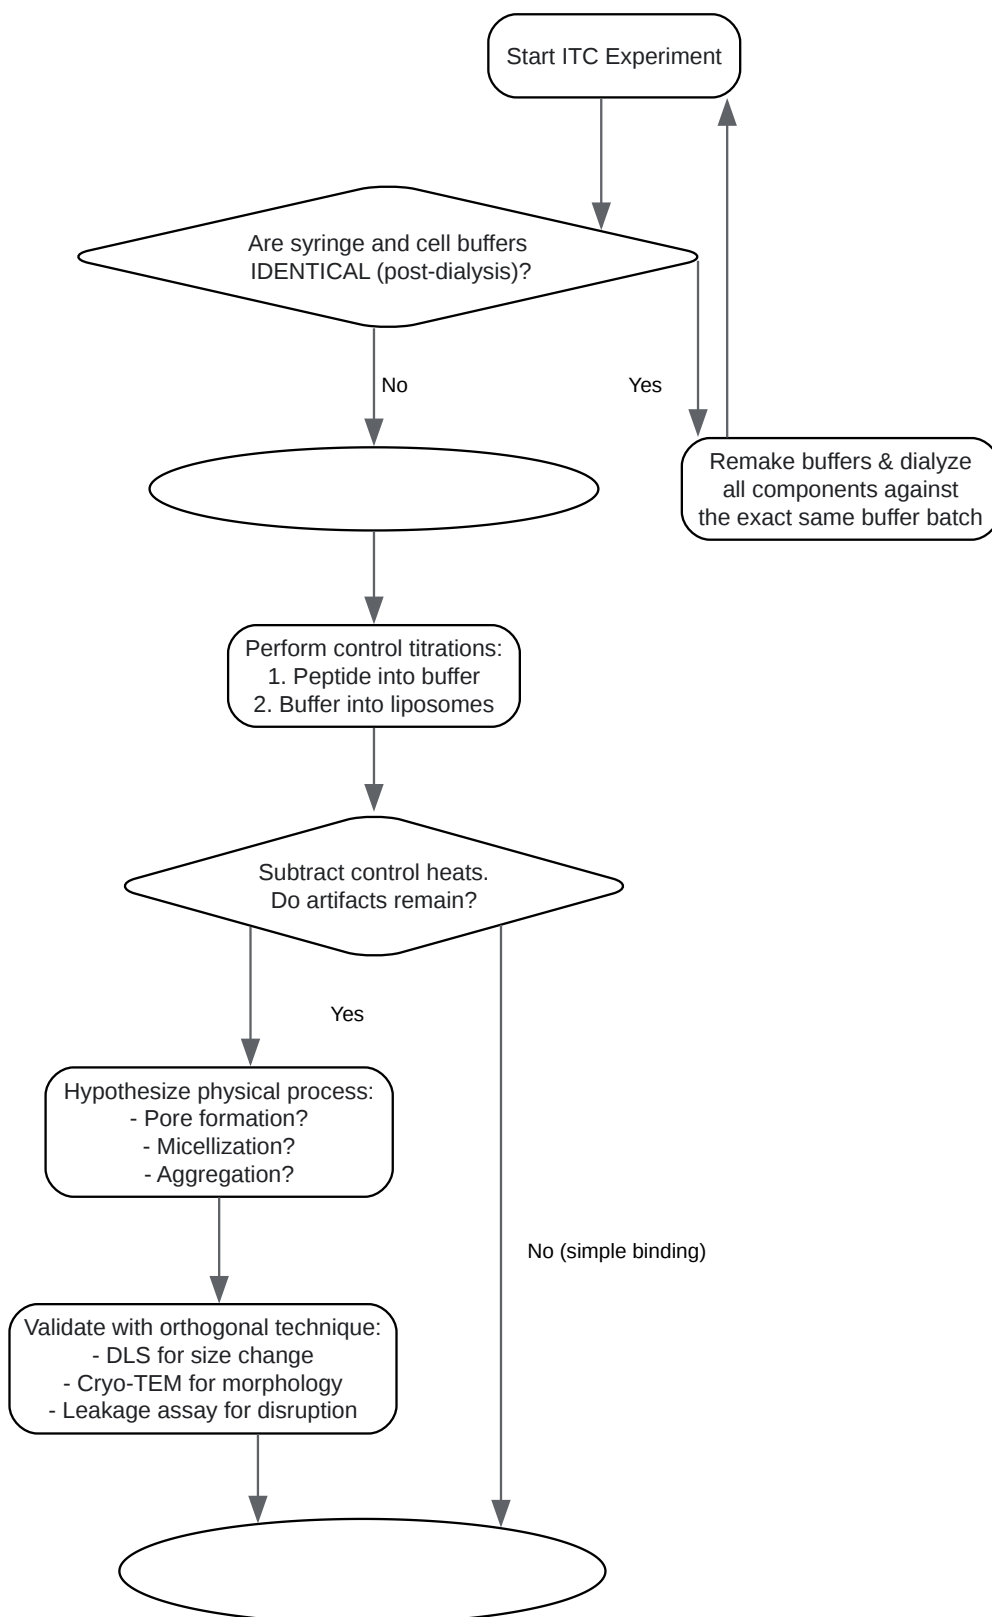 Start ITC Experiment
Are syringe and cell buffers
IDENTICAL (post-dialysis)?
No
Yes
Remake buffers & dialyze
all components against
the exact same buffer batch
Perform control titrations:
1. Peptide into buffer
2. Buffer into liposomes
Subtract control heats.
Do artifacts remain?
Yes
Hypothesize physical process:
- Pore formation?
- Micellization?
- Aggregation?
No (simple binding)
Validate with orthogonal technique:
- DLS for size change
- Cryo-TEM for morphology
- Leakage assay for disruption